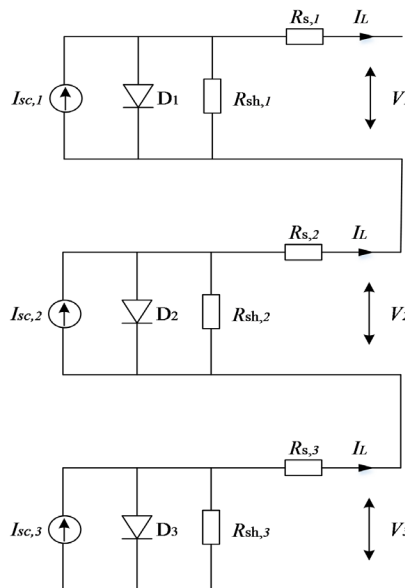 Rs,1 IL
Isc,1 D1 Rsh,1 V1
Rs,2 IL
Isc,2 D2 Rsh,2 V2
Rs,3 IL
Isc,3 D3 Rsh,3 V3